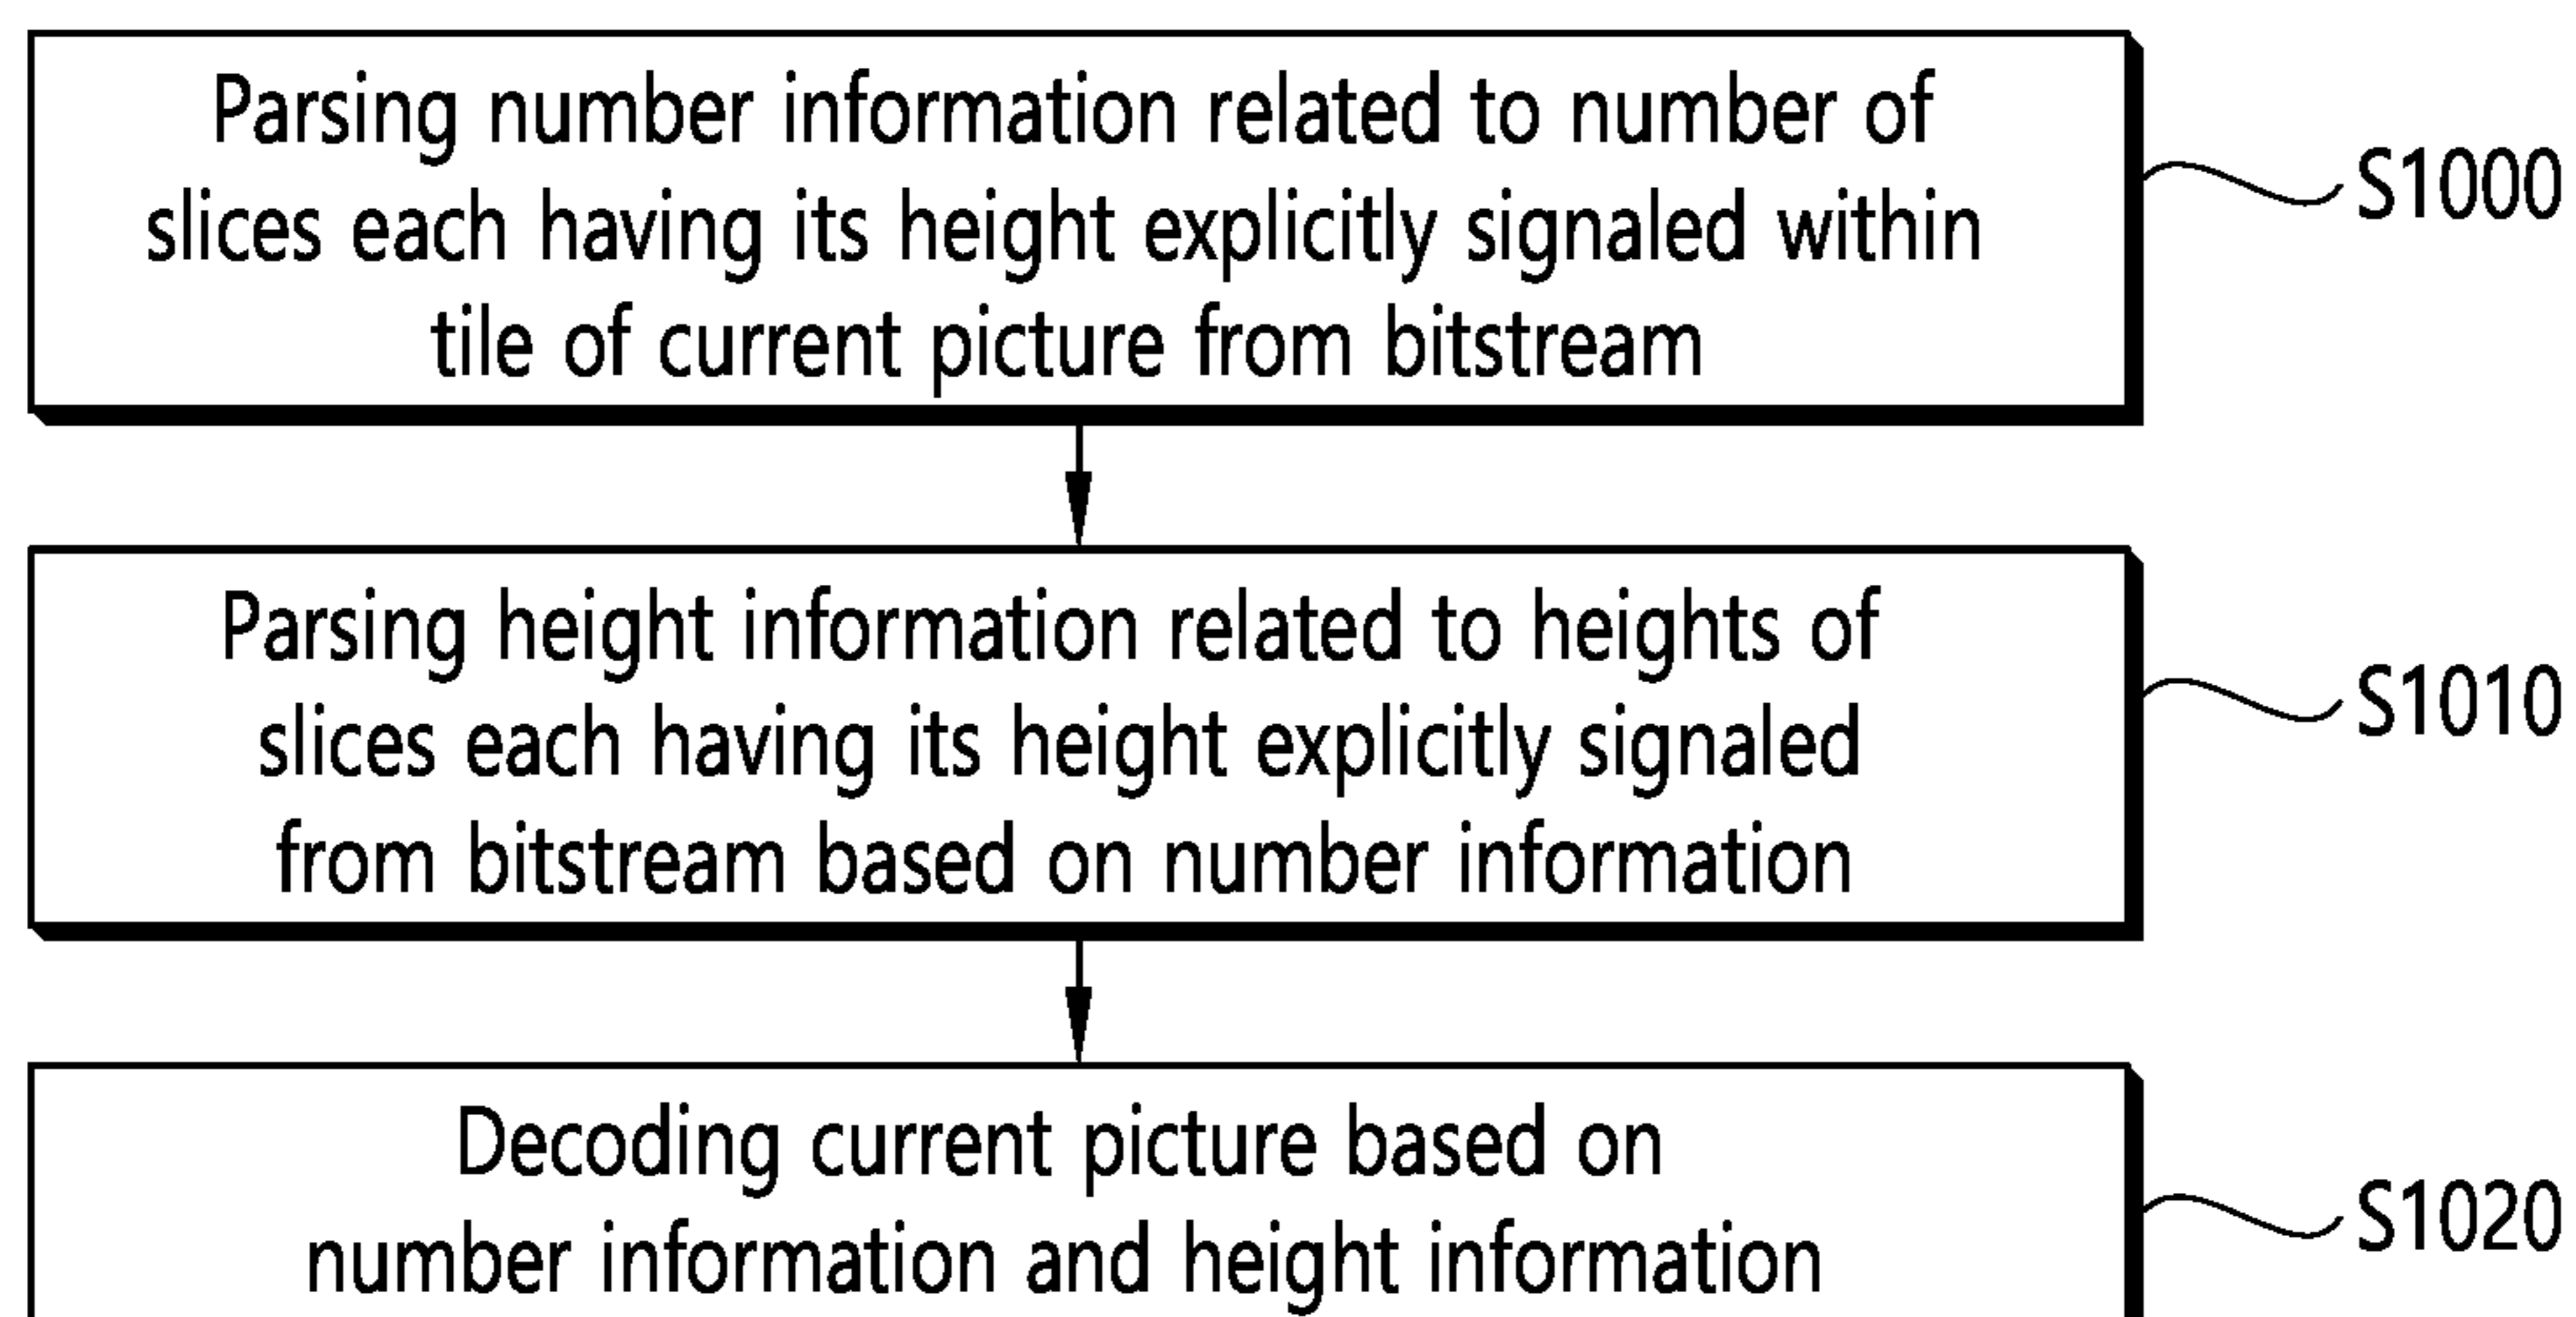 Parsing number information related to number of
slices each having its height explicitly signaled within
tile of current picture from bitstream
S1000
Parsing height information related to heights of
slices each having its height explicitly signaled
from bitstream based on number information
S1010
Decoding current picture based on
number information and height information
S1020